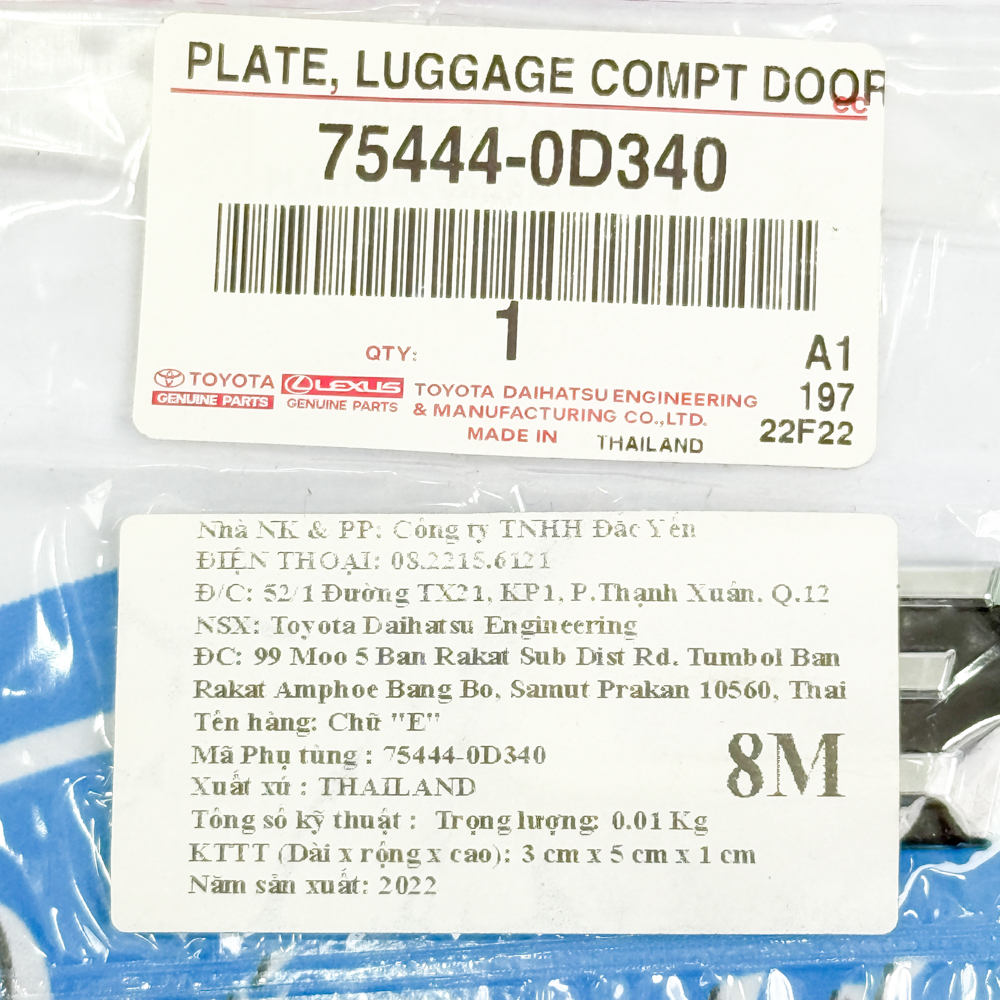 PLATE, LUGGAGE COMPT DOOR
ec
75444-0D340
1
QTY:
A1
197
22F22
TOYOTA
GENUINE PARTS
LEXUS
GENUINE PARTS
TOYOTA DAIHATSU ENGINEERING
& MANUFACTURING CO.,LTD.
MADE IN THAILAND
Nhà NK & PP: Công ty TNHH Đắc Yến
ĐIỆN THOẠI: 08.2215.6121
Đ/C: 52/1 Đường TX21, KP1, P.Thạnh Xuân. Q.12
NSX: Toyota Daihatsu Engineering
ĐC: 99 Moo 5 Ban Rakat Sub Dist Rd. Tumbol Ban
Rakat Amphoe Bang Bo, Samut Prakan 10560, Thai
Tên hàng: Chữ "E"
Mã Phụ tùng : 75444-0D340
8M
Xuất xứ : THAILAND
Tông số kỹ thuật : Trọng lượng: 0.01 Kg
KTTT (Dài x rộng x cao): 3 cm x 5 cm x 1 cm
Năm sản xuất: 2022